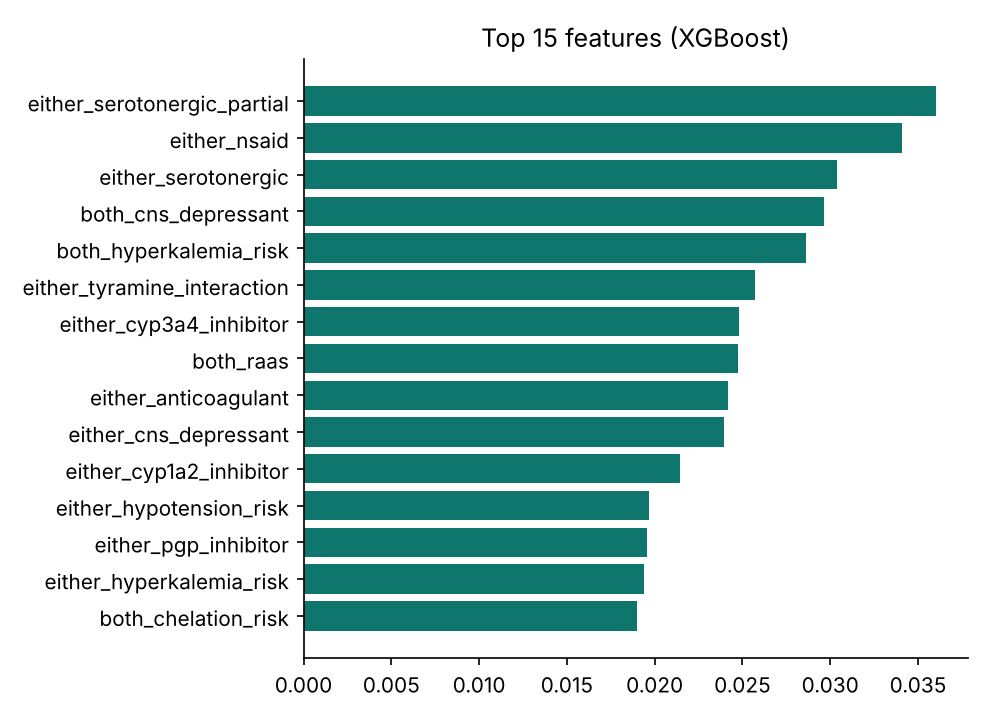 Top 15 features (XGBoost)
either_serotonergic_partial
either_nsaid
either_serotonergic
both_cns_depressant
both_hyperkalemia_risk
either_tyramine_interaction
either_cyp3a4_inhibitor
both_raas
either_anticoagulant
either_cns_depressant
either_cyp1a2_inhibitor
either_hypotension_risk
either_pgp_inhibitor
either_hyperkalemia_risk
both_chelation_risk
0.000 0.005 0.010 0.015 0.020 0.025 0.030 0.035